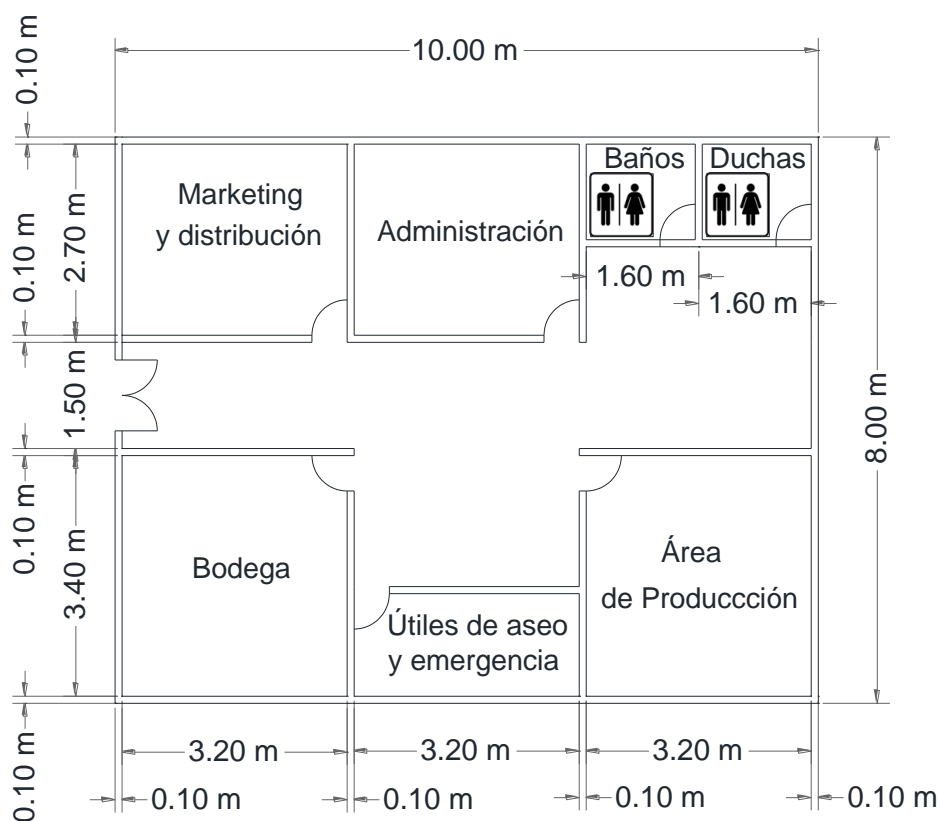 10.00 m
0.10 m
Baños
Duchas
Marketing
y distribución
Administración
2.70 m
0.10 m
1.60 m
1.60 m
1.50 m
8.00 m
0.10 m
3.40 m
Bodega
Área
de Produccción
Útiles de aseo
y emergencia
0.10 m
3.20 m
3.20 m
3.20 m
0.10 m
0.10 m
0.10 m